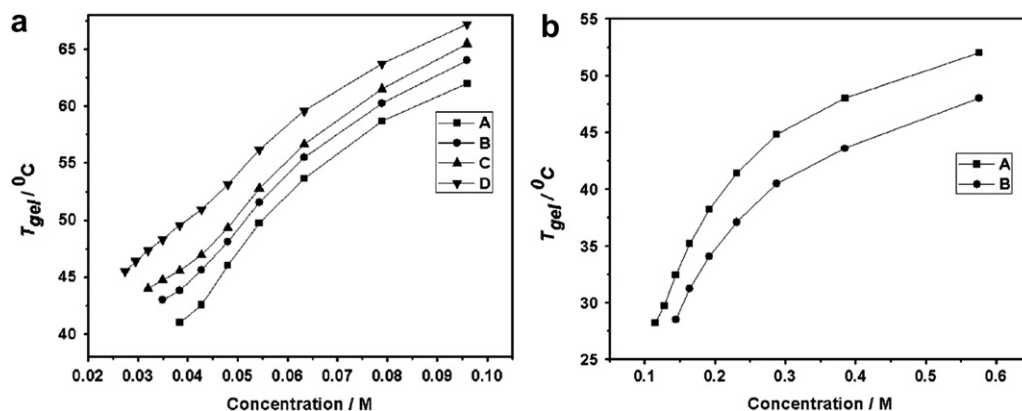 a
65
60
55
50
45
40
T_gel / ⁰C
A
B
C
D
0.02 0.03 0.04 0.05 0.06 0.07 0.08 0.09 0.10
Concentration / M
b
55
50
45
40
35
30
25
T_gel / ⁰C
A
B
0.1 0.2 0.3 0.4 0.5 0.6
Concentration / M